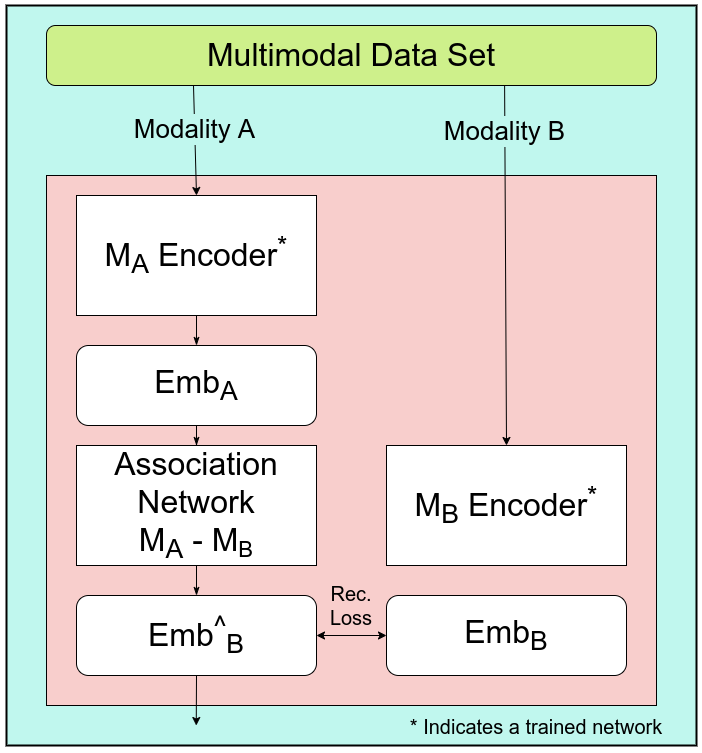 Multimodal Data Set
Modality A
Modality B
M_A Encoder*
Emb_A
Association
Network
M_A - M_B
M_B Encoder*
Emb^_B
Rec.
Loss
Emb_B
* Indicates a trained network